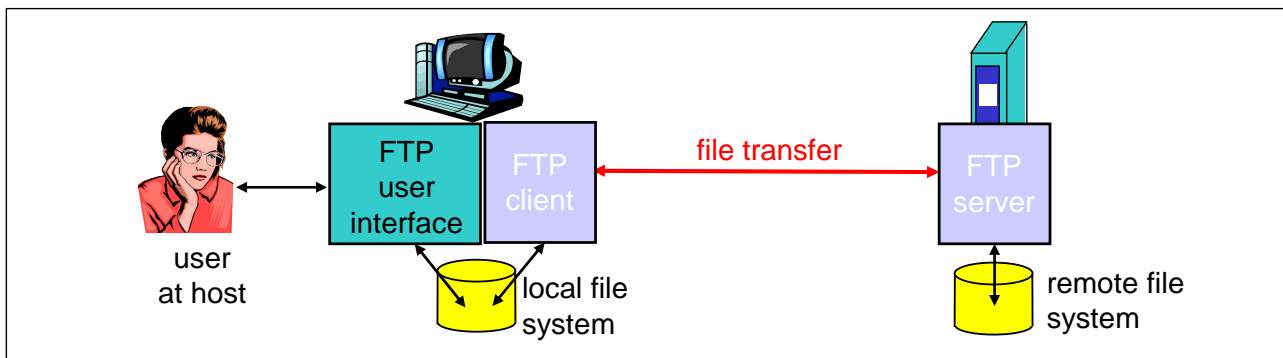 FTP
user
interface
FTP
client
file transfer
FTP
server
user
at host
local file
system
remote file
system